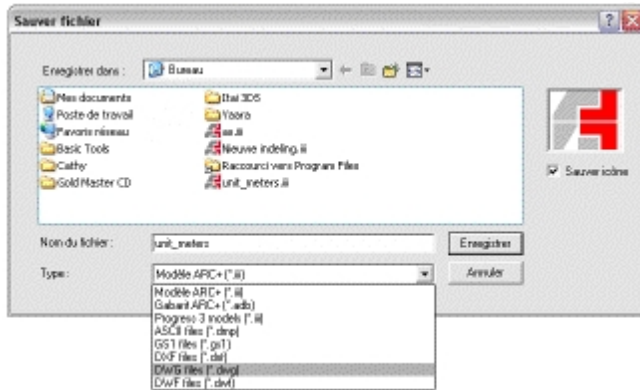 Sauver fichier
Enregistrer dans :
Bureau
Mes documents
Poste de travail
Favoris réseau
Basic Tools
Cathy
Gold Master CD
Itai 3DS
Yaara
ae.iii
Nieuwe indeling.iii
Raccourci vers Program Files
unit_meters.iii
Sauver icône
Nom du fichier :
unit_meters
Enregistrer
Type :
Modèle ARC+ (*.iii)
Annuler
Modèle ARC+ (*.iii)
Gabarit ARC+ (*.adb)
Progress 3 models (*.iii)
ASCII files (*.dmp)
GS1 files (*.gs1)
DXF files (*.dxf)
DWG files (*.dwg)
DWF files (*.dwf)